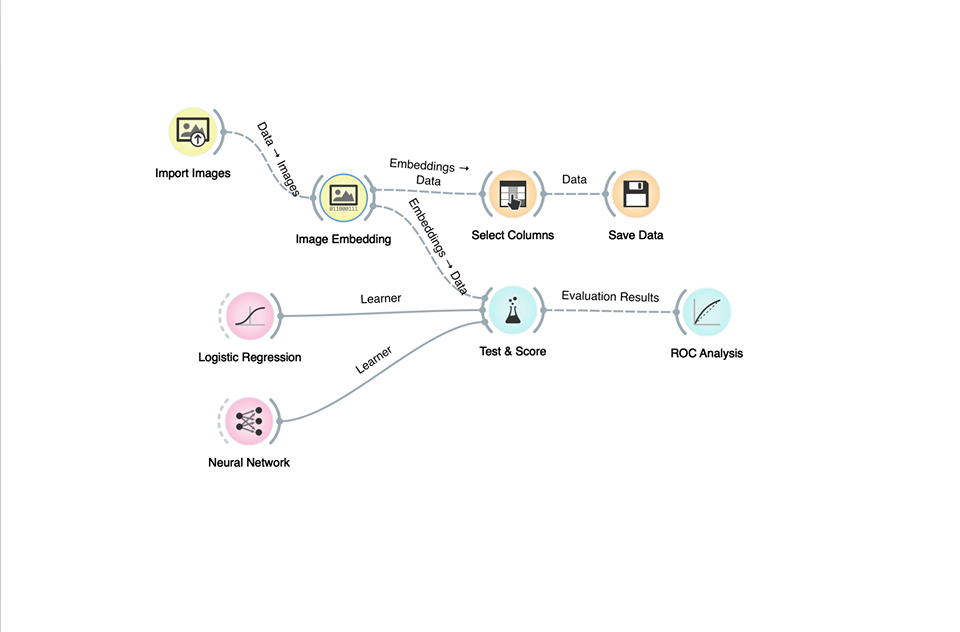 Import Images
Data → Images
Image Embedding
011000111
Embeddings →
Data
Select Columns
Data
Save Data
Embeddings → Data
Logistic Regression
Learner
Test & Score
Evaluation Results
ROC Analysis
Neural Network
Learner